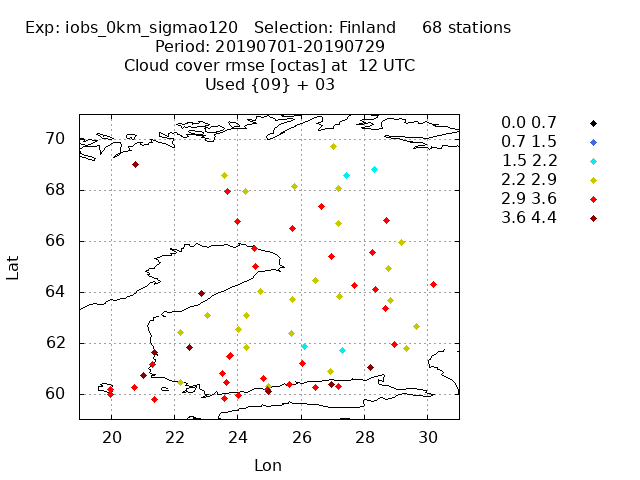 Exp: iobs_0km_sigmao120 Selection: Finland 68 stations
Period: 20190701-20190729
Cloud cover rmse [octas] at 12 UTC
Used {09} + 03
0.0 0.7
0.7 1.5
1.5 2.2
2.2 2.9
2.9 3.6
3.6 4.4
70
68
66
64
62
60
Lat
20 22 24 26 28 30
Lon